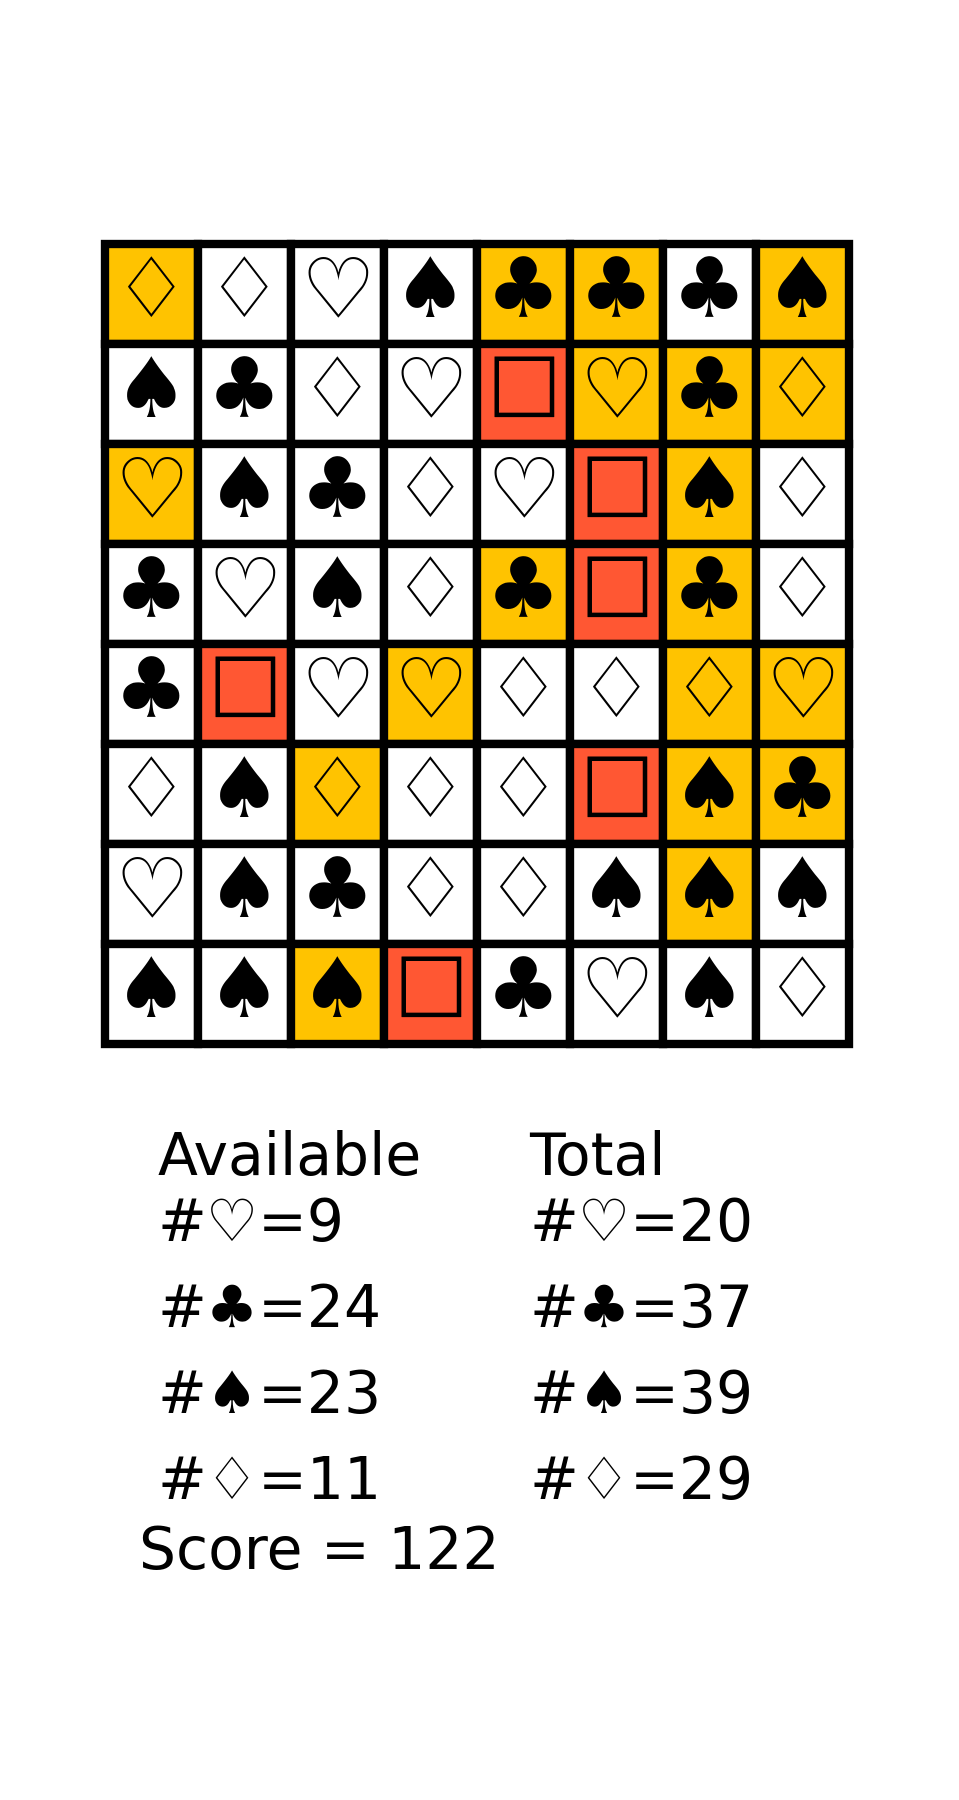 ♢ ♢ ♡ ♠ ♣ ♣ ♣ ♠
♠ ♣ ♢ ♡ □ ♡ ♣ ♢
♡ ♠ ♣ ♢ ♡ □ ♠ ♢
♣ ♡ ♠ ♢ ♣ □ ♣ ♢
♣ □ ♡ ♡ ♢ ♢ ♢ ♡
♢ ♠ ♢ ♢ ♢ □ ♠ ♣
♡ ♠ ♣ ♢ ♢ ♠ ♠ ♠
♠ ♠ ♠ □ ♣ ♡ ♠ ♢
Available Total
#♡=9 #♡=20
#♣=24 #♣=37
#♠=23 #♠=39
#♢=11 #♢=29
Score = 122